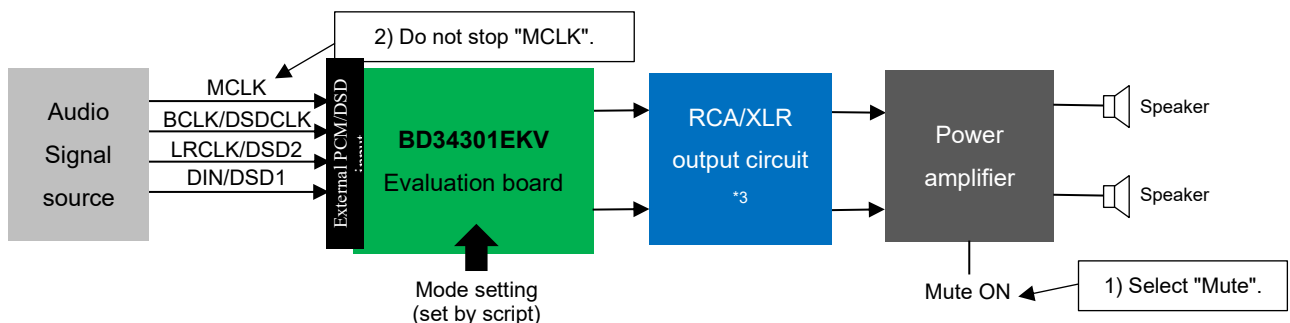 2) Do not stop "MCLK".
Audio
Signal
source
MCLK
BCLK/DSDCLK
LRCLK/DSD2
DIN/DSD1
External PCM/DSD
input
BD34301EKV
Evaluation board
Mode setting
(set by script)
RCA/XLR
output circuit
*3
Power
amplifier
Speaker
Speaker
Mute ON
1) Select "Mute".